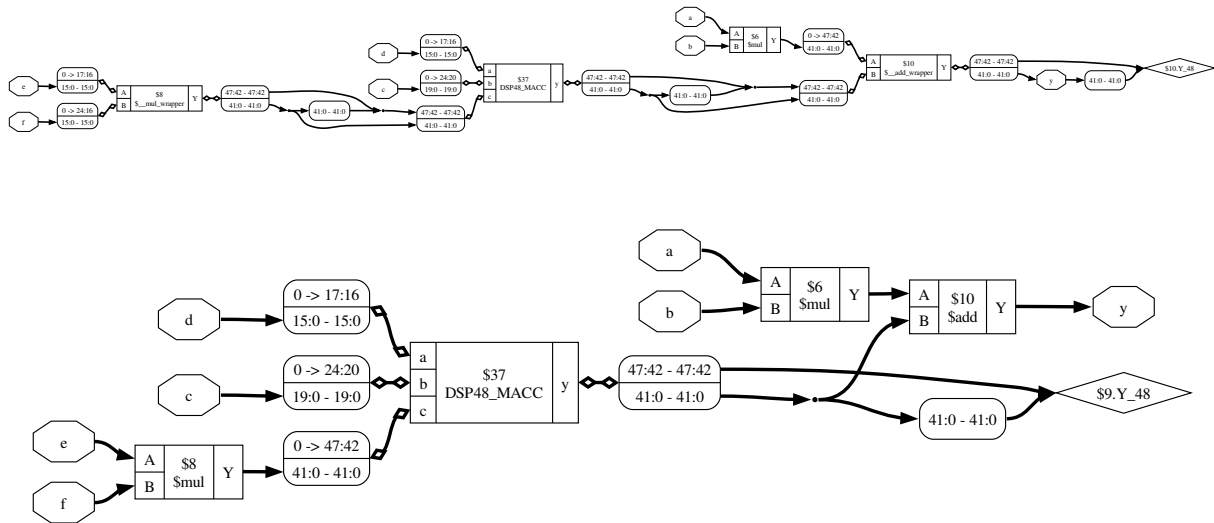 a
b
A
B
$6
$mul
Y
0 -> 47:42
41:0 - 41:0
d
0 -> 17:16
15:0 - 15:0
c
0 -> 24:20
19:0 - 19:0
a
b
c
$37
DSP48_MACC
y
47:42 - 47:42
41:0 - 41:0
41:0 - 41:0
47:42 - 47:42
41:0 - 41:0
A
B
$10
$__add_wrapper
Y
47:42 - 47:42
41:0 - 41:0
y
41:0 - 41:0
$10.Y_48
e
0 -> 17:16
15:0 - 15:0
f
0 -> 24:16
15:0 - 15:0
A
B
$8
$__mul_wrapper
Y
47:42 - 47:42
41:0 - 41:0
41:0 - 41:0
47:42 - 47:42
41:0 - 41:0
a
b
A
B
$6
$mul
Y
A
B
$10
$add
Y
y
d
0 -> 17:16
15:0 - 15:0
c
0 -> 24:20
19:0 - 19:0
a
b
c
$37
DSP48_MACC
y
47:42 - 47:42
41:0 - 41:0
41:0 - 41:0
$9.Y_48
e
f
A
B
$8
$mul
Y
0 -> 47:42
41:0 - 41:0